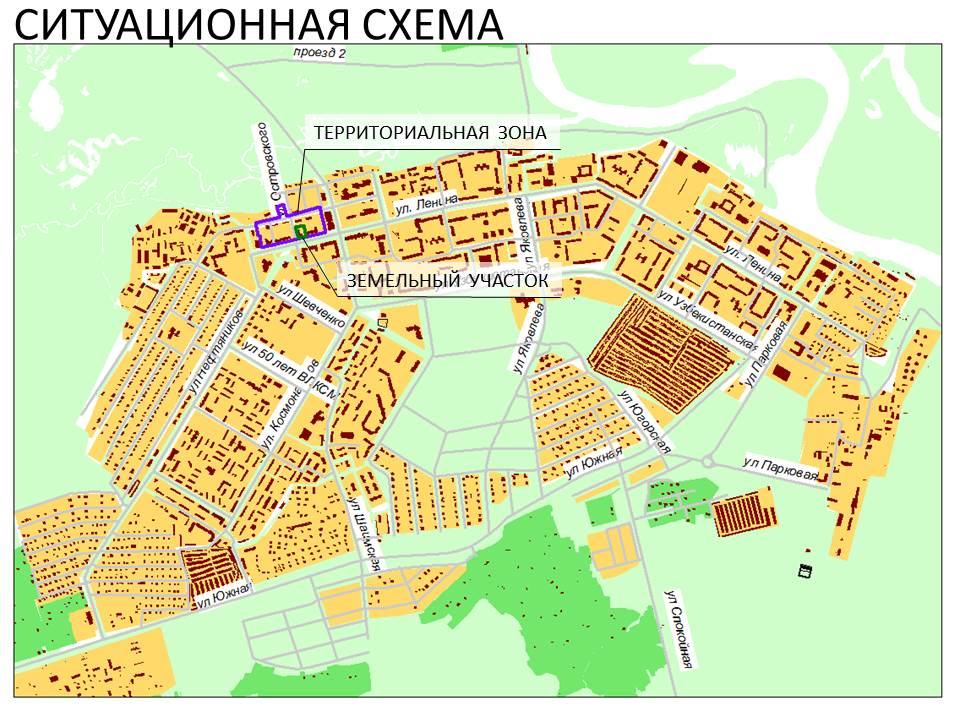 СИТУАЦИОННАЯ СХЕМА
проезд 2
Островского
ТЕРРИТОРИАЛЬНАЯ ЗОНА
ул. Ленина
ул Яковлева
ул. Ленина
ЗЕМЕЛЬНЫЙ УЧАСТОК
ул Шевченко
ул Узбекистанская
ул Нефтяников
ул Яковлева
ул Парковая
ул 50 лет ВЛКСМ
ул. Космонавтов
ул Югорская
ул Южная
ул Парковая
ул Шаимская
ул Южная
ул Спокойная